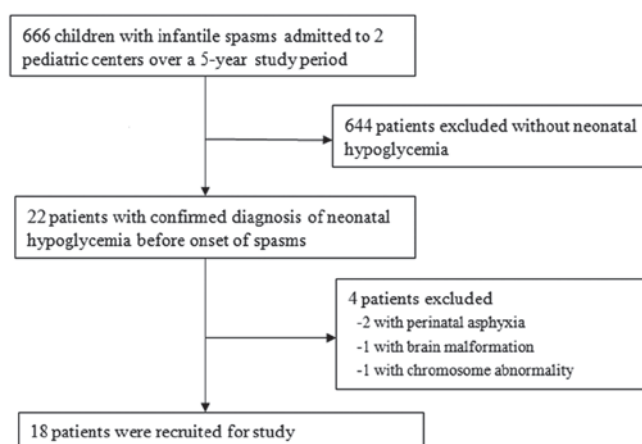 666 children with infantile spasms admitted to 2
pediatric centers over a 5-year study period
644 patients excluded without neonatal
hypoglycemia
22 patients with confirmed diagnosis of neonatal
hypoglycemia before onset of spasms
4 patients excluded
-2 with perinatal asphyxia
-1 with brain malformation
-1 with chromosome abnormality
18 patients were recruited for study